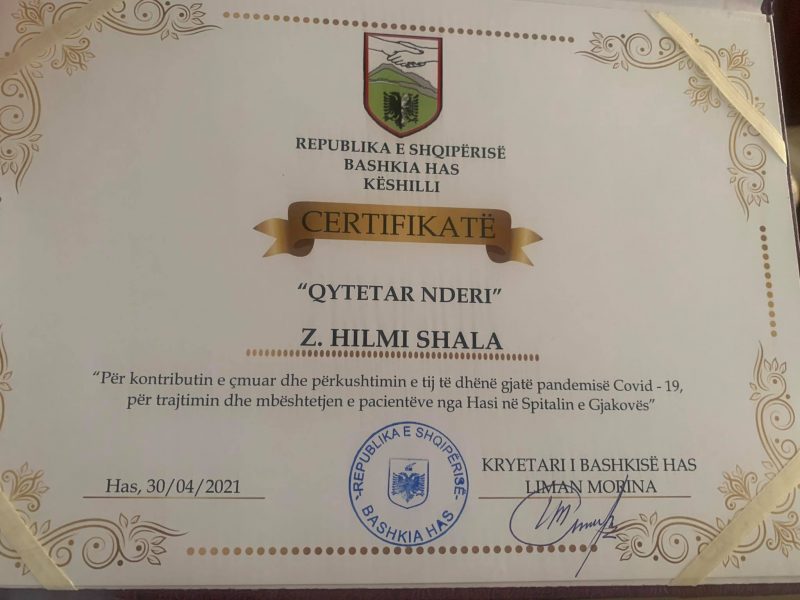 REPUBLIKA E SHQIPËRISË
BASHKIA HAS
KËSHILLI
CERTIFIKATË
“QYTETAR NDERI”
Z. HILMI SHALA
“Për kontributin e çmuar dhe përkushtimin e tij të dhënë gjatë pandemisë Covid - 19,
për trajtimin dhe mbështetjen e pacientëve nga Hasi në Spitalin e Gjakovës”
Has, 30/04/2021
-REPUBLIKA E SHQIPËRISË-
BASHKIA HAS
KRYETARI I BASHKISË HAS
LIMAN MORINA